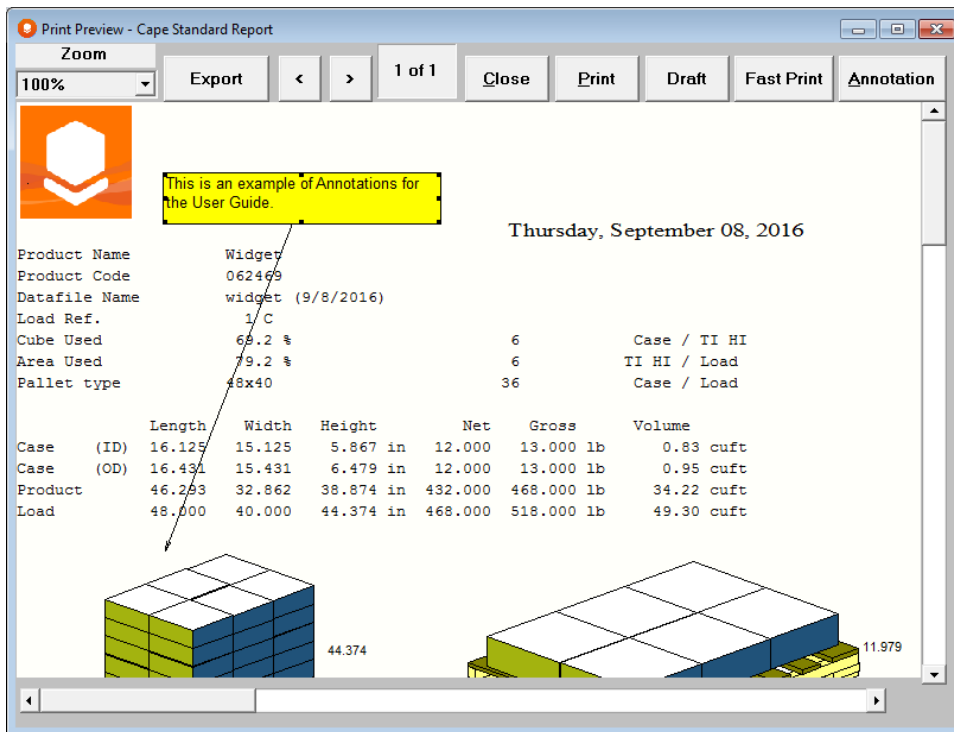 Print Preview - Cape Standard Report
Zoom
100%
Export < > 1 of 1 Close Print Draft Fast Print Annotation
This is an example of Annotations for
the User Guide.
Thursday, September 08, 2016
Product Name Widget
Product Code 062469
Datafile Name widget (9/8/2016)
Load Ref. 1 C
Cube Used 69.2 % 6 Case / TI HI
Area Used 79.2 % 6 TI HI / Load
Pallet type 48x40 36 Case / Load
Length Width Height Net Gross Volume
Case (ID) 16.125 15.125 5.867 in 12.000 13.000 lb 0.83 cuft
Case (OD) 16.431 15.431 6.479 in 12.000 13.000 lb 0.95 cuft
Product 46.293 32.862 38.874 in 432.000 468.000 lb 34.22 cuft
Load 48.000 40.000 44.374 in 468.000 518.000 lb 49.30 cuft
44.374
11.979